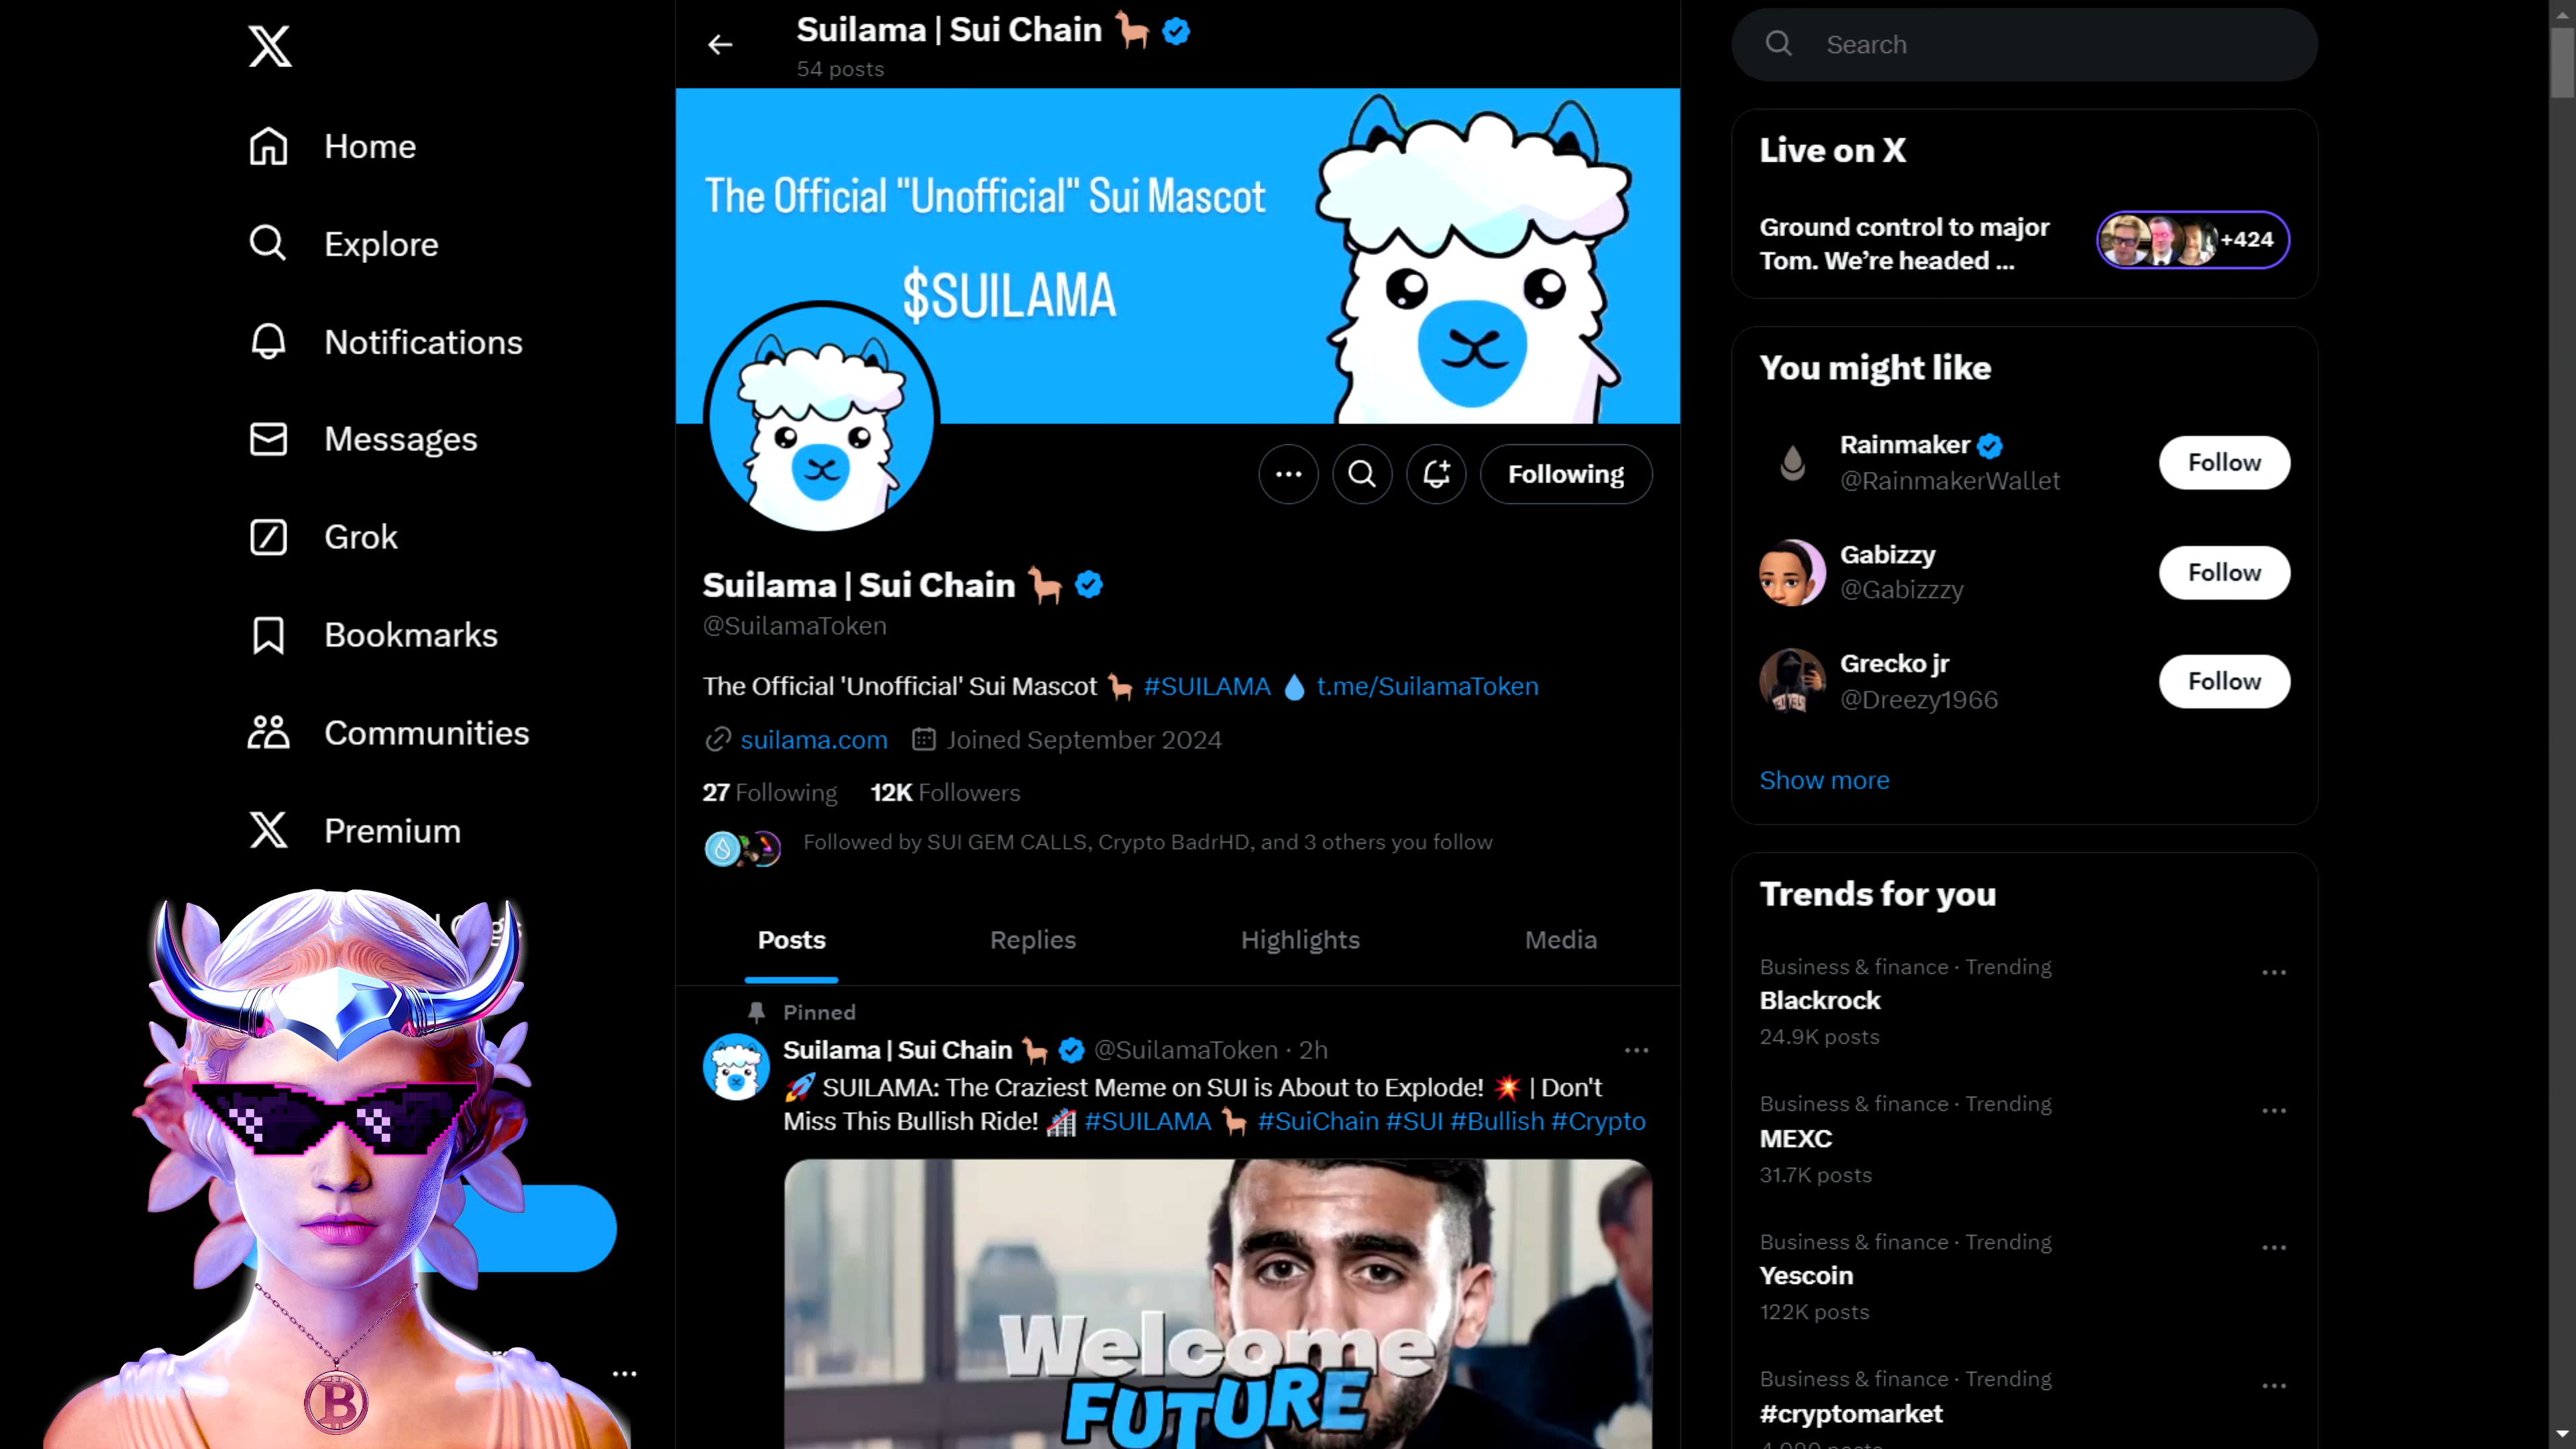 Home
Explore
Notifications
Messages
Grok
Bookmarks
Communities
Premium
Suilama | Sui Chain 🦙
54 posts
The Official "Unofficial" Sui Mascot
$SUILAMA
Following
Suilama | Sui Chain 🦙
@SuilamaToken
The Official 'Unofficial' Sui Mascot 🦙 #SUILAMA 💧 t.me/SuilamaToken
suilama.com Joined September 2024
27 Following 12K Followers
Followed by SUI GEM CALLS, Crypto BadrHD, and 3 others you follow
Posts Replies Highlights Media
Pinned
Suilama | Sui Chain 🦙 @SuilamaToken · 2h
🚀 SUILAMA: The Craziest Meme on SUI is About to Explode! 💥 | Don't
Miss This Bullish Ride! 🎢 #SUILAMA 🦙 #SuiChain #SUI #Bullish #Crypto
Welcome
FUTURE
B
Search
Live on X
Ground control to major
Tom. We're headed ...
+424
You might like
Rainmaker
@RainmakerWallet
Follow
Gabizzy
@Gabizzzy
Follow
Grecko jr
@Dreezy1966
Follow
Show more
Trends for you
Business & finance · Trending
Blackrock
24.9K posts
Business & finance · Trending
MEXC
31.7K posts
Business & finance · Trending
Yescoin
122K posts
Business & finance · Trending
#cryptomarket